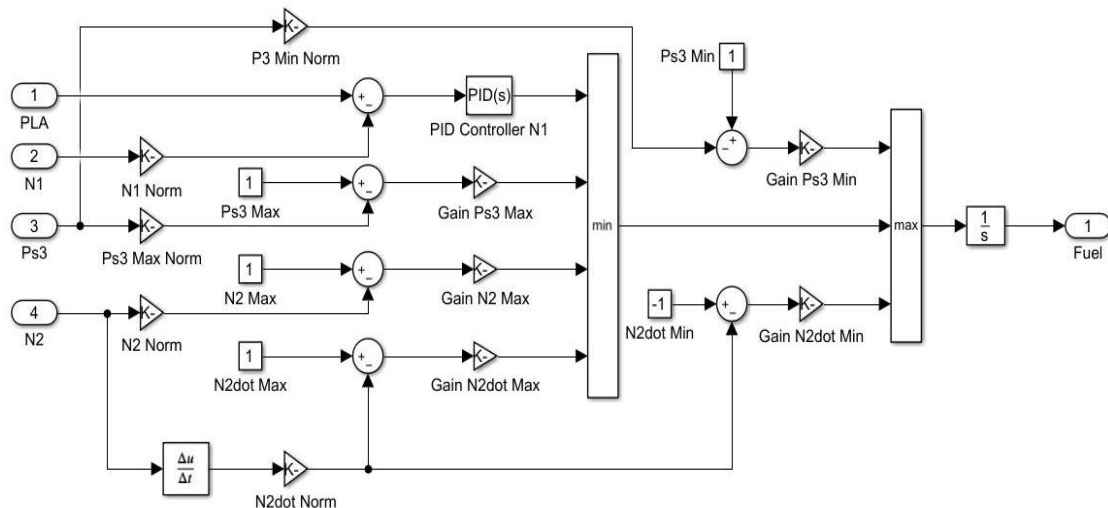 K-
P3 Min Norm
Ps3 Min
1
1
PLA
+
-
PID(s)
PID Controller N1
-
+
K-
Gain Ps3 Min
2
N1
K-
N1 Norm
1
Ps3 Max
+
-
K-
Gain Ps3 Max
3
Ps3
K-
Ps3 Max Norm
min
max
1
s
1
Fuel
1
N2 Max
+
-
K-
Gain N2 Max
4
N2
K-
N2 Norm
-1
N2dot Min
+
-
K-
Gain N2dot Min
1
N2dot Max
+
-
K-
Gain N2dot Max
Δu
Δt
K-
N2dot Norm